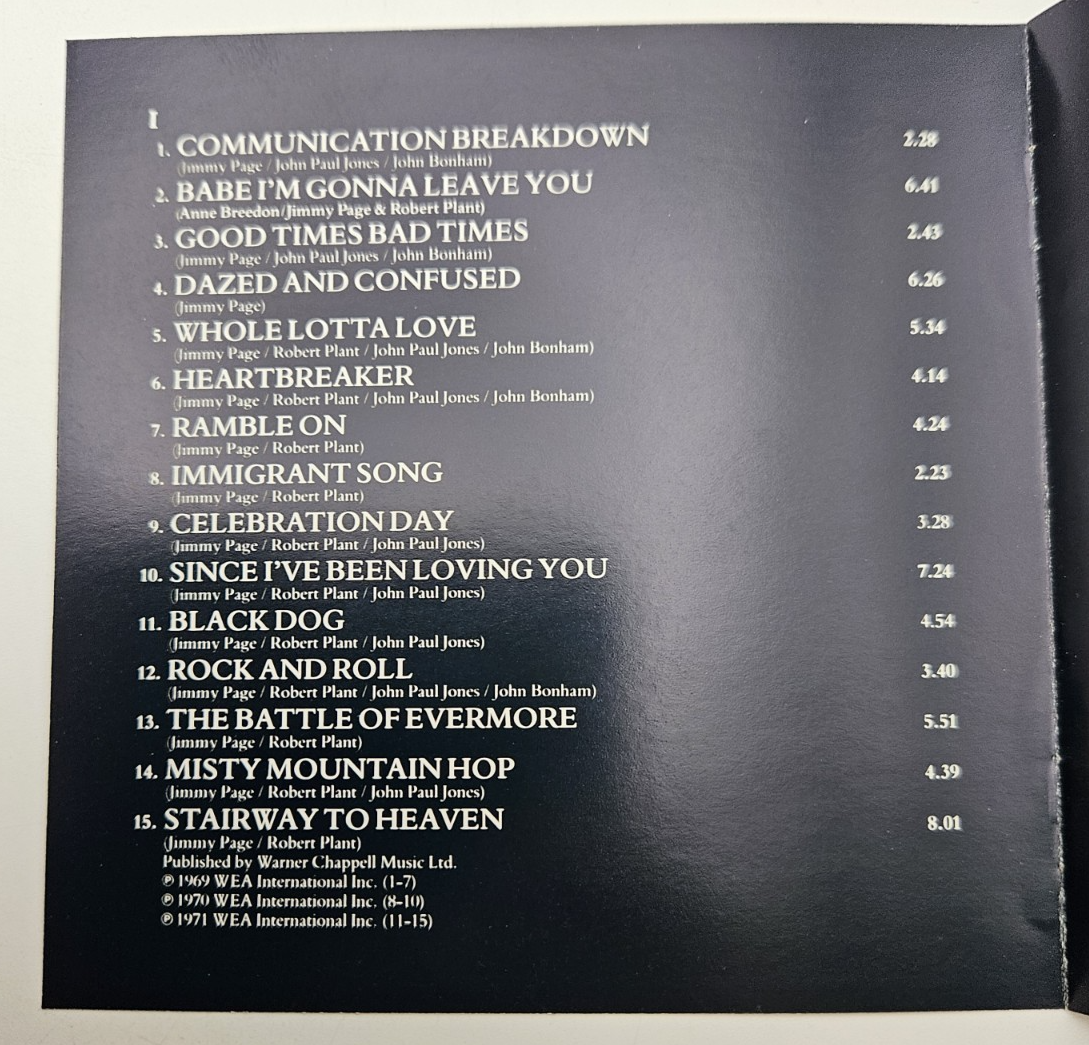 I
1. COMMUNICATION BREAKDOWN 2.28
(Jimmy Page / John Paul Jones / John Bonham)
2. BABE I'M GONNA LEAVE YOU 6.41
(Anne Breedon/Jimmy Page & Robert Plant)
3. GOOD TIMES BAD TIMES 2.43
(Jimmy Page / John Paul Jones / John Bonham)
4. DAZED AND CONFUSED 6.26
(Jimmy Page)
5. WHOLE LOTTA LOVE 5.34
(Jimmy Page / Robert Plant / John Paul Jones / John Bonham)
6. HEARTBREAKER 4.14
(Jimmy Page / Robert Plant / John Paul Jones / John Bonham)
7. RAMBLE ON 4.24
(Jimmy Page / Robert Plant)
8. IMMIGRANT SONG 2.23
(Jimmy Page / Robert Plant)
9. CELEBRATION DAY 3.28
(Jimmy Page / Robert Plant / John Paul Jones)
10. SINCE I'VE BEEN LOVING YOU 7.24
(Jimmy Page / Robert Plant / John Paul Jones)
11. BLACK DOG 4.54
(Jimmy Page / Robert Plant / John Paul Jones)
12. ROCK AND ROLL 3.40
(Jimmy Page / Robert Plant / John Paul Jones / John Bonham)
13. THE BATTLE OF EVERMORE 5.51
(Jimmy Page / Robert Plant)
14. MISTY MOUNTAIN HOP 4.39
(Jimmy Page / Robert Plant / John Paul Jones)
15. STAIRWAY TO HEAVEN 8.01
(Jimmy Page / Robert Plant)
Published by Warner Chappell Music Ltd.
℗ 1969 WEA International Inc. (1-7)
℗ 1970 WEA International Inc. (8-10)
℗ 1971 WEA International Inc. (11-15)